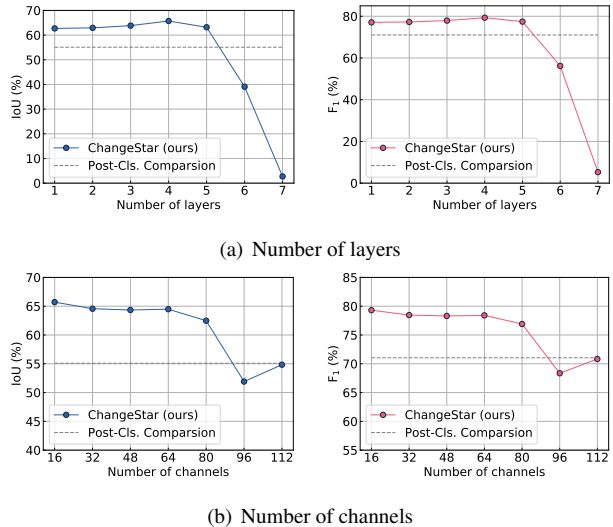 70
60
50
40
30
20
10
0
IoU (%)
ChangeStar (ours)
Post-Cls. Comparsion
1 2 3 4 5 6 7
Number of layers
80
60
40
20
0
F1 (%)
ChangeStar (ours)
Post-Cls. Comparsion
1 2 3 4 5 6 7
Number of layers
(a) Number of layers
70
65
60
55
50
45
40
IoU (%)
ChangeStar (ours)
Post-Cls. Comparsion
16 32 48 64 80 96 112
Number of channels
85
80
75
70
65
60
55
F1 (%)
ChangeStar (ours)
Post-Cls. Comparsion
16 32 48 64 80 96 112
Number of channels
(b) Number of channels